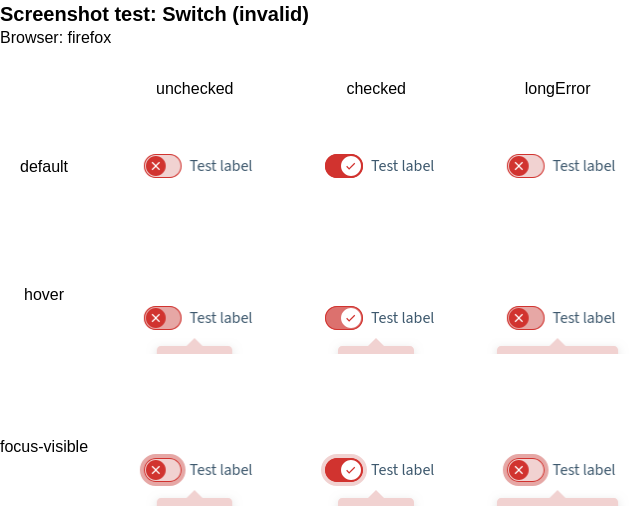 Screenshot test: Switch (invalid)
Browser: firefox
unchecked checked longError
default Test label Test label Test label
hover Test label Test label Test label
focus-visible Test label Test label Test label